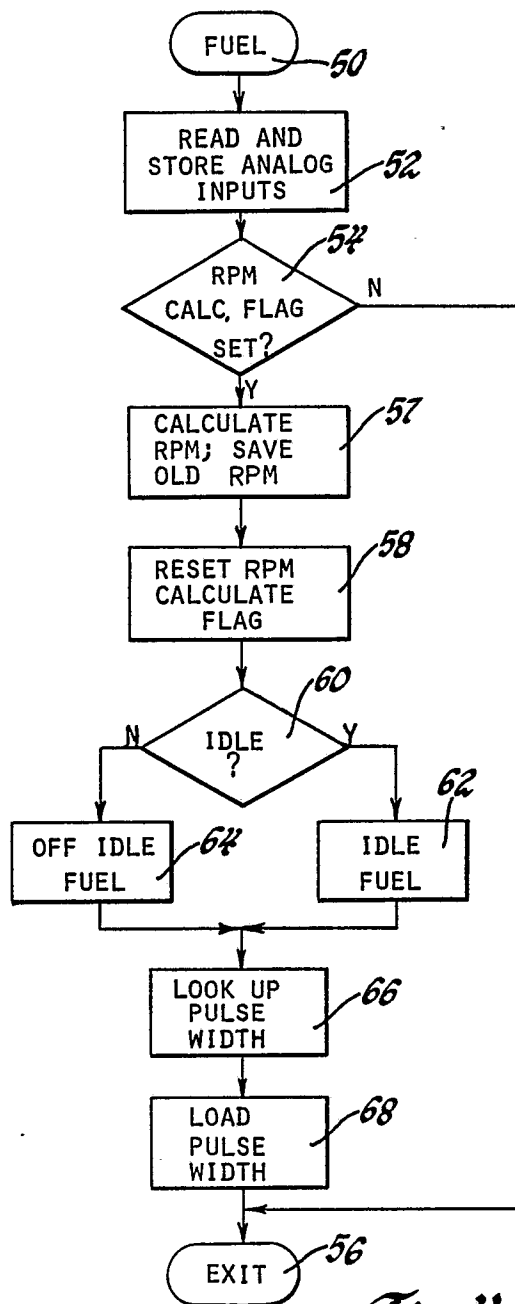 FUEL
50
READ AND
STORE ANALOG
INPUTS
52
54
RPM
CALC. FLAG
SET?
N
Y
CALCULATE
RPM; SAVE
OLD RPM
57
RESET RPM
CALCULATE
FLAG
58
60
N
IDLE
?
Y
OFF IDLE
FUEL
64
62
IDLE
FUEL
LOOK UP
PULSE
WIDTH
66
LOAD
PULSE
WIDTH
68
EXIT
56